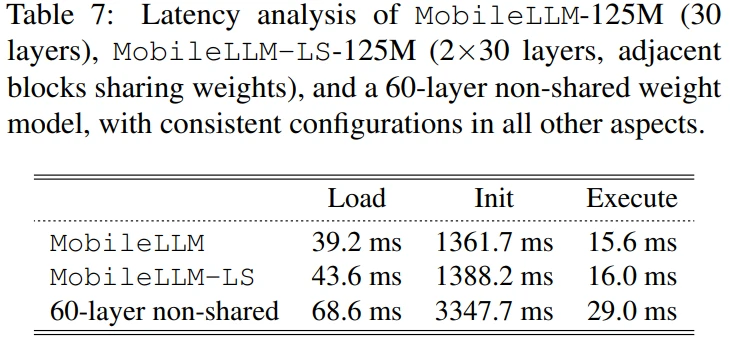 Table 7: Latency analysis of MobileLLM-125M (30
layers), MobileLLM-LS-125M (2×30 layers, adjacent
blocks sharing weights), and a 60-layer non-shared weight
model, with consistent configurations in all other aspects.
Load Init Execute
MobileLLM 39.2 ms 1361.7 ms 15.6 ms
MobileLLM-LS 43.6 ms 1388.2 ms 16.0 ms
60-layer non-shared 68.6 ms 3347.7 ms 29.0 ms